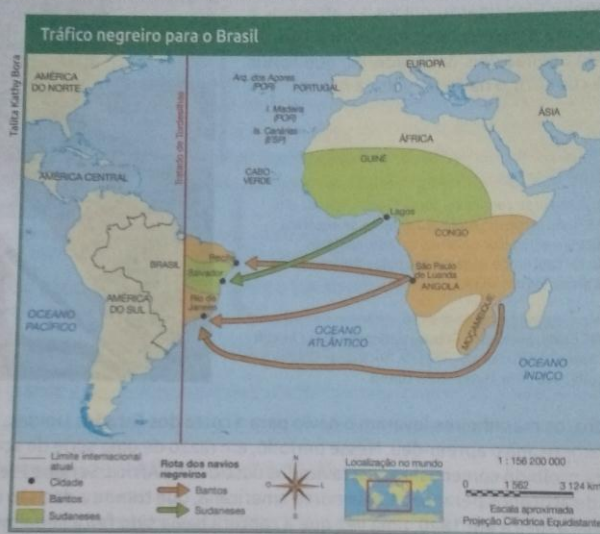 Tráfico negreiro para o Brasil
Talita Kathy Bora
AMÉRICA
DO NORTE
Arq. dos Açores
(POR)
PORTUGAL
EUROPA
I. Madeira
(POR)
Is. Canárias
(ESP)
ÁSIA
ÁFRICA
GUINÉ
Tratado de Tordesilhas
AMÉRICA CENTRAL
CABO
VERDE
Lagos
CONGO
BRASIL
Recife
Salvador
São Paulo
de Luanda
ANGOLA
Rio de
Janeiro
AMÉRICA
DO SUL
MOÇAMBIQUE
OCEANO
PACÍFICO
OCEANO
ATLÂNTICO
OCEANO
ÍNDICO
Limite internacional
atual
Cidade
Bantos
Sudaneses
Rota dos navios
negreiros
Bantos
Sudaneses
N
O
L
S
Localização no mundo
1 : 156 200 000
0 1 562 3 124 km
Escala aproximada
Projeção Cilíndrica Equidistante